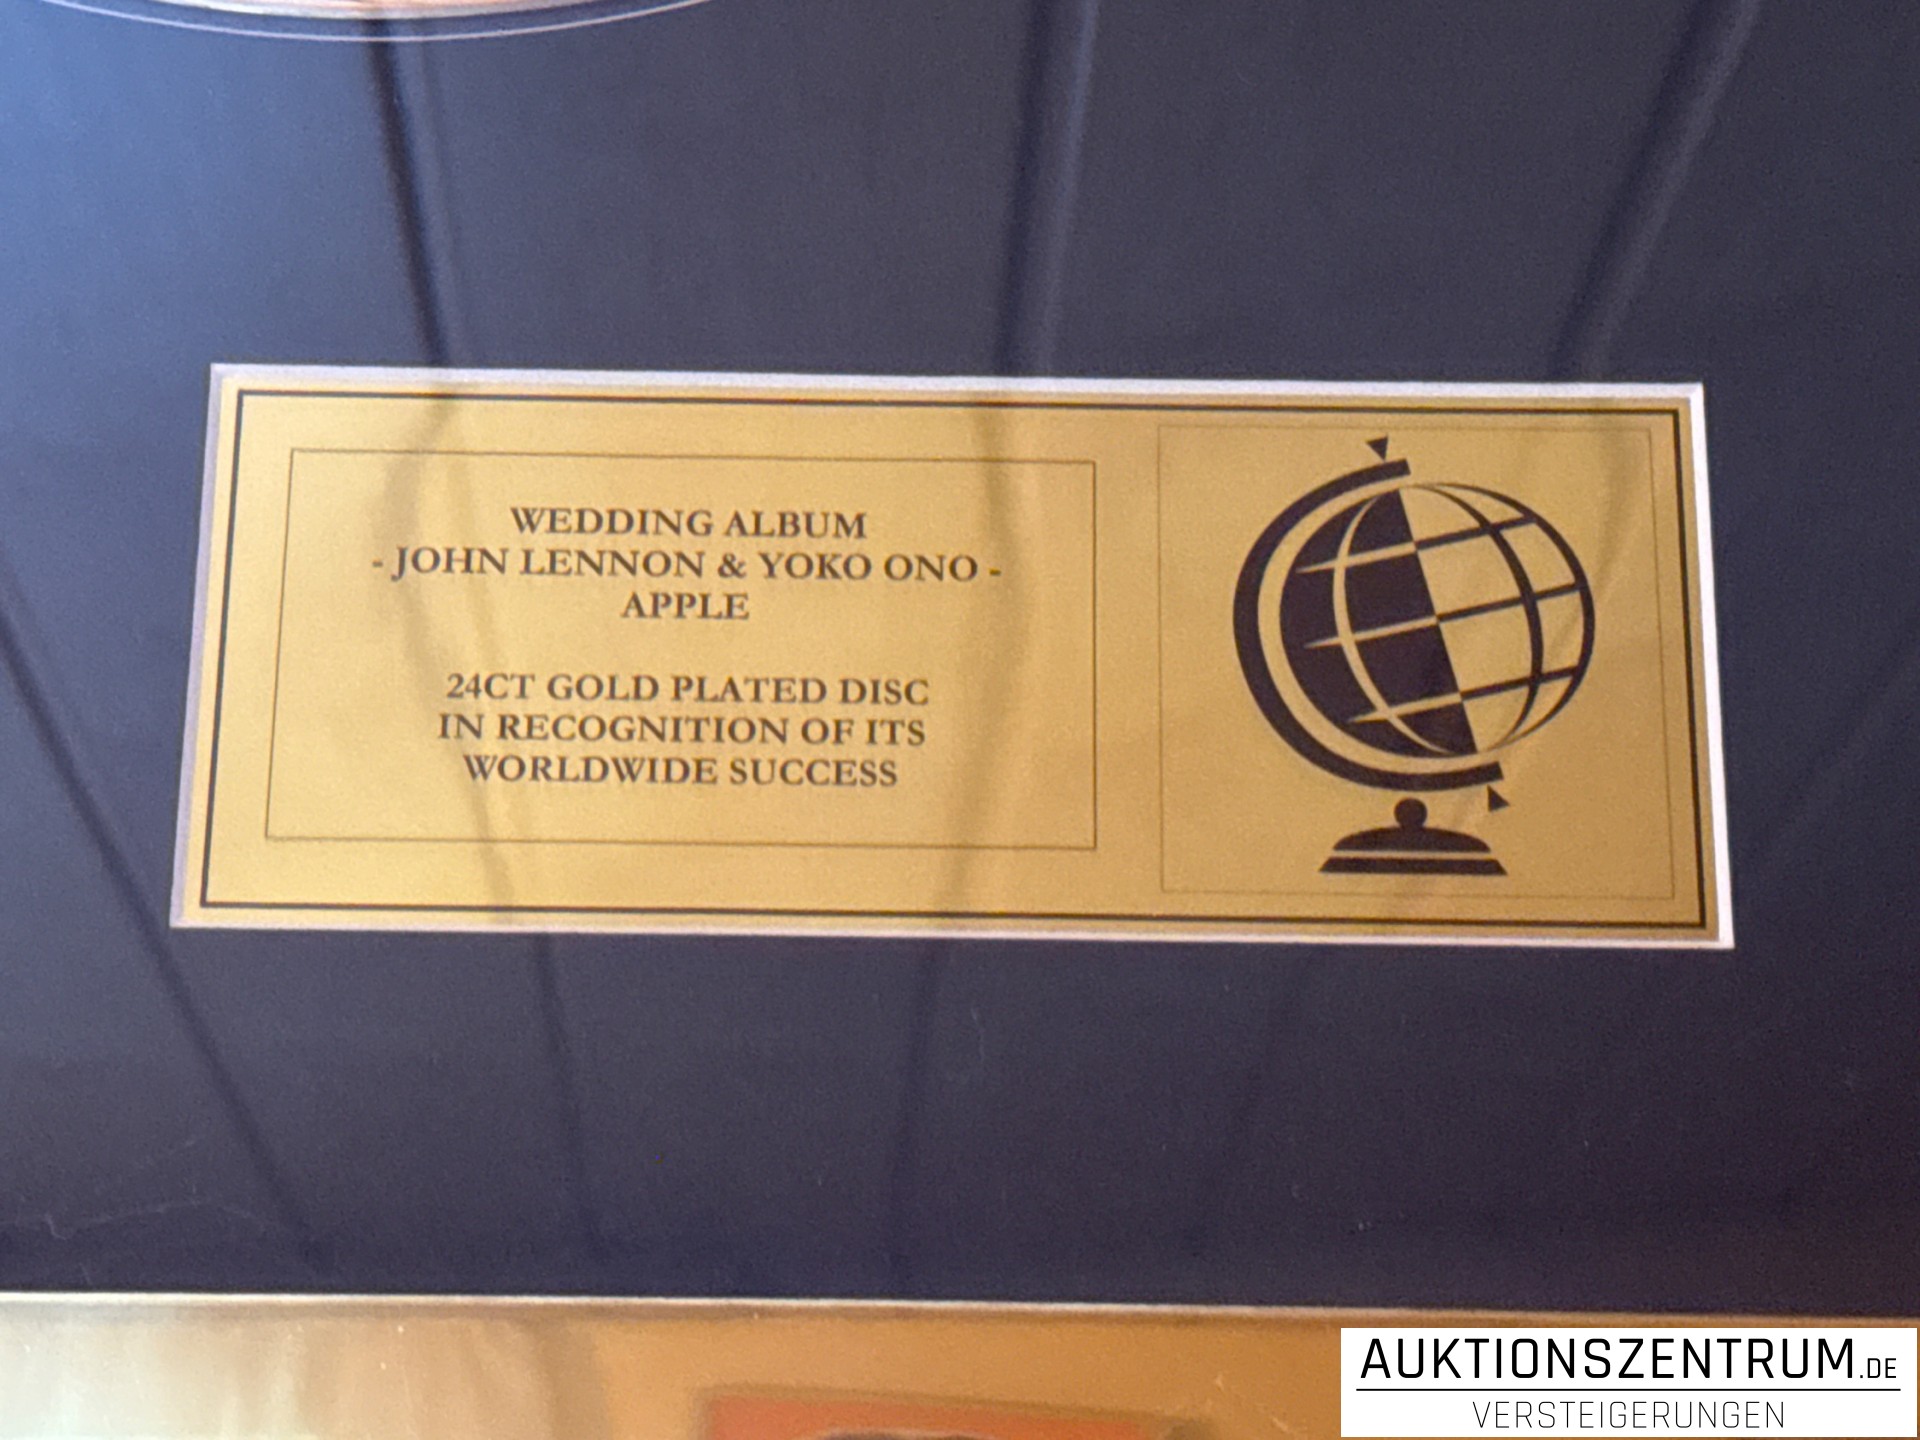 WEDDING ALBUM
- JOHN LENNON & YOKO ONO -
APPLE
24CT GOLD PLATED DISC
IN RECOGNITION OF ITS
WORLDWIDE SUCCESS
AUKTIONSZENTRUM.DE
VERSTEIGERUNGEN